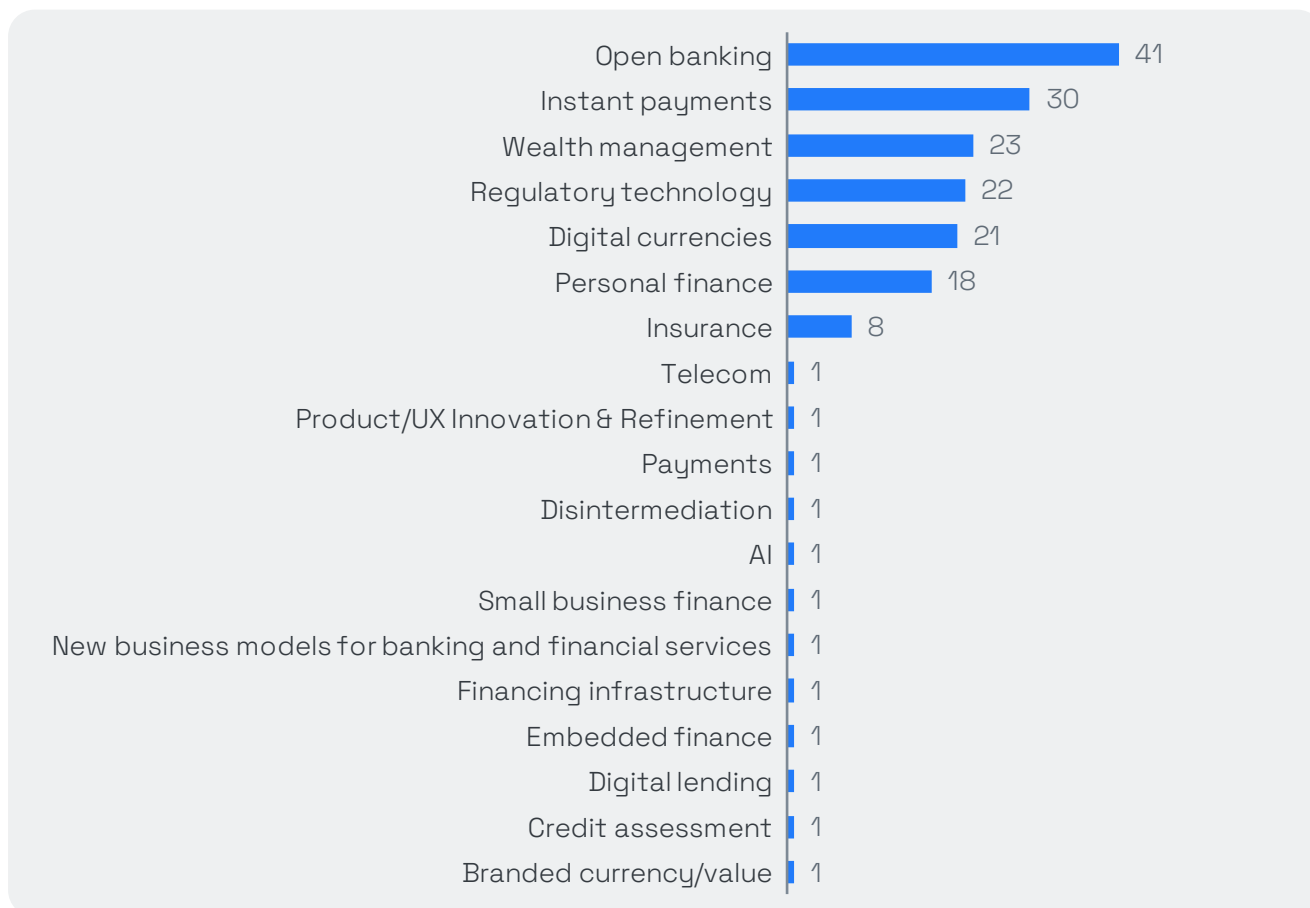 Open banking 41
Instant payments 30
Wealth management 23
Regulatory technology 22
Digital currencies 21
Personal finance 18
Insurance 8
Telecom 1
Product/UX Innovation & Refinement 1
Payments 1
Disintermediation 1
AI 1
Small business finance 1
New business models for banking and financial services 1
Financing infrastructure 1
Embedded finance 1
Digital lending 1
Credit assessment 1
Branded currency/value 1